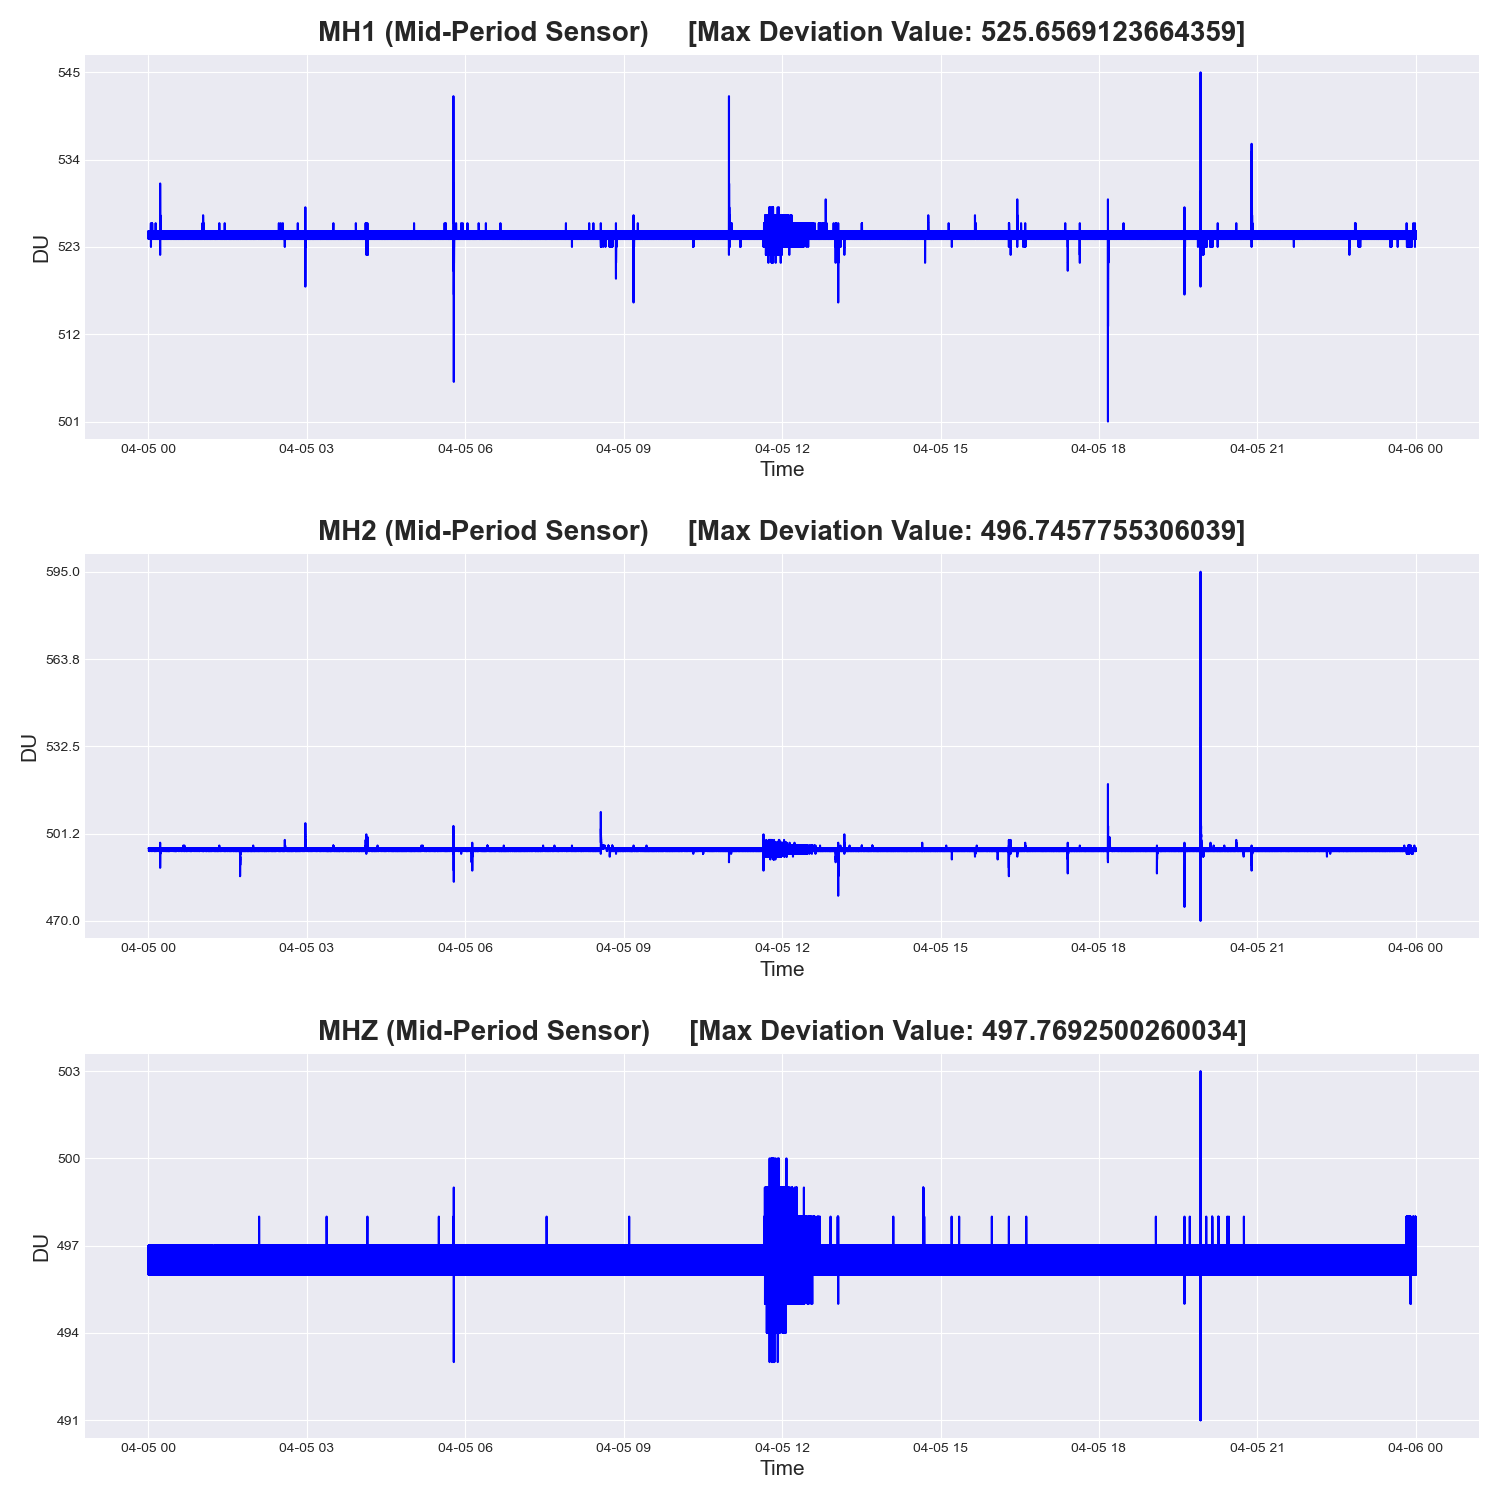 MH1 (Mid-Period Sensor) [Max Deviation Value: 525.6569123664359]
545
534
523
512
501
DU
04-05 00 04-05 03 04-05 06 04-05 09 04-05 12 04-05 15 04-05 18 04-05 21 04-06 00
Time
MH2 (Mid-Period Sensor) [Max Deviation Value: 496.7457755306039]
595.0
563.8
532.5
501.2
470.0
DU
04-05 00 04-05 03 04-05 06 04-05 09 04-05 12 04-05 15 04-05 18 04-05 21 04-06 00
Time
MHZ (Mid-Period Sensor) [Max Deviation Value: 497.7692500260034]
503
500
497
494
491
DU
04-05 00 04-05 03 04-05 06 04-05 09 04-05 12 04-05 15 04-05 18 04-05 21 04-06 00
Time